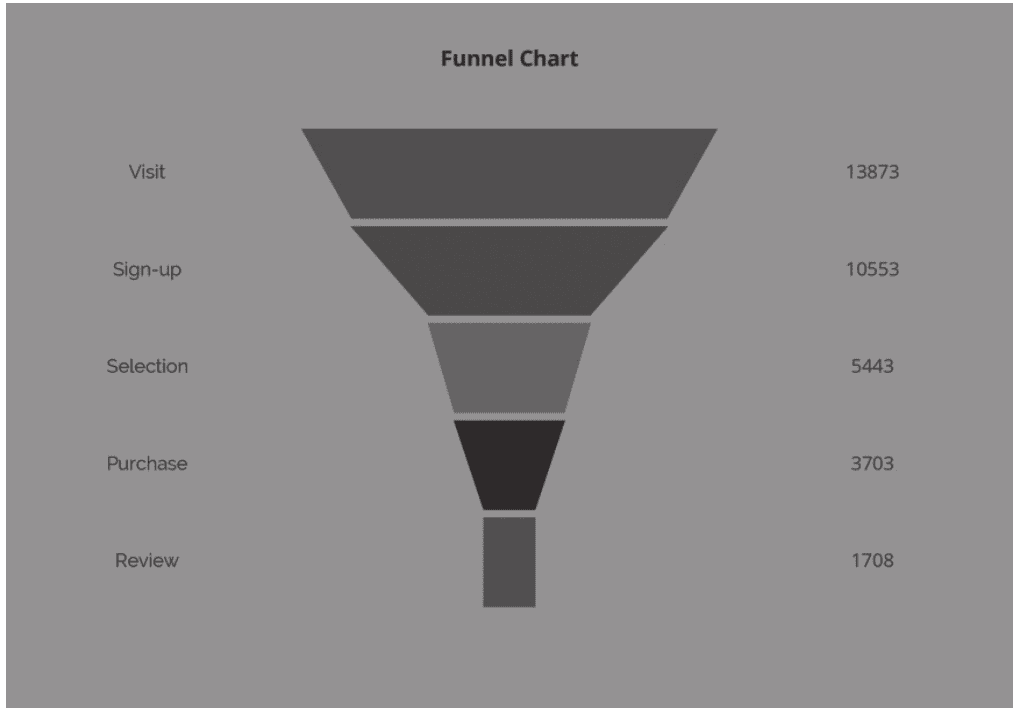 Funnel Chart
Visit 13873
Sign-up 10553
Selection 5443
Purchase 3703
Review 1708